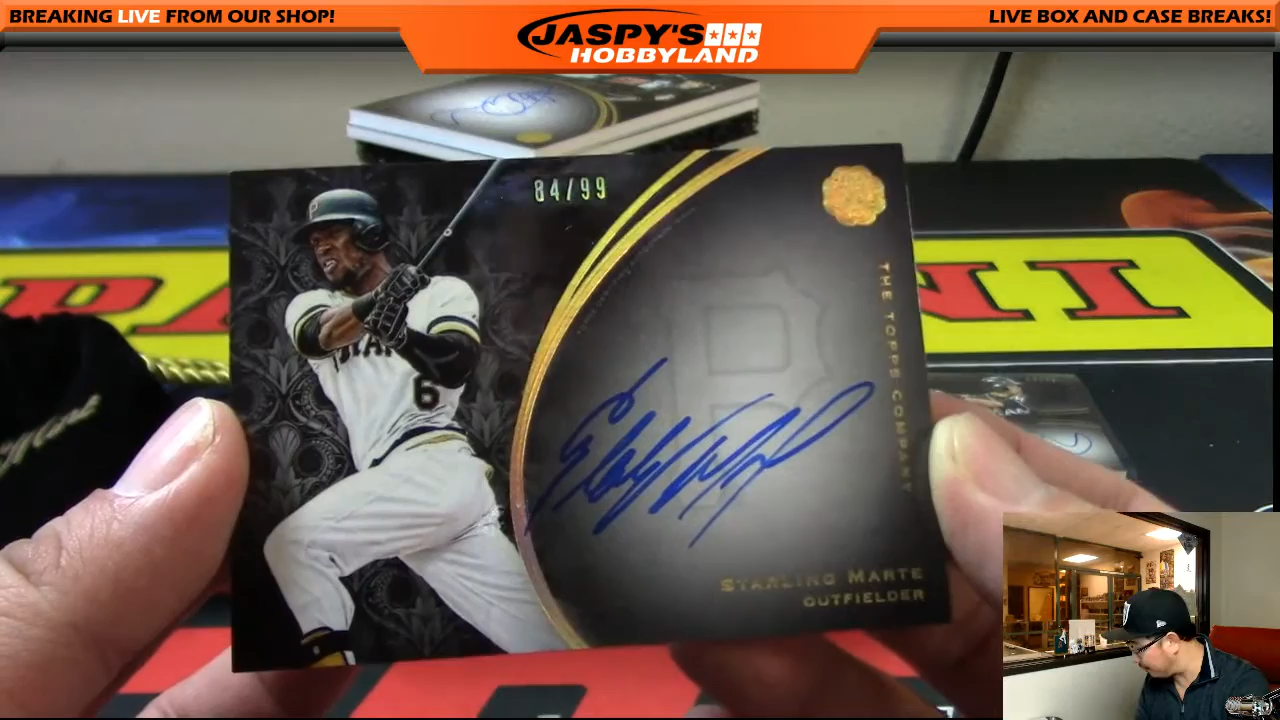 BREAKING LIVE FROM OUR SHOP!
JASPY'S
HOBBYLAND
LIVE BOX AND CASE BREAKS!
84/99
THE TOPPS COMPANY
6
STARLING MARTE
OUTFIELDER